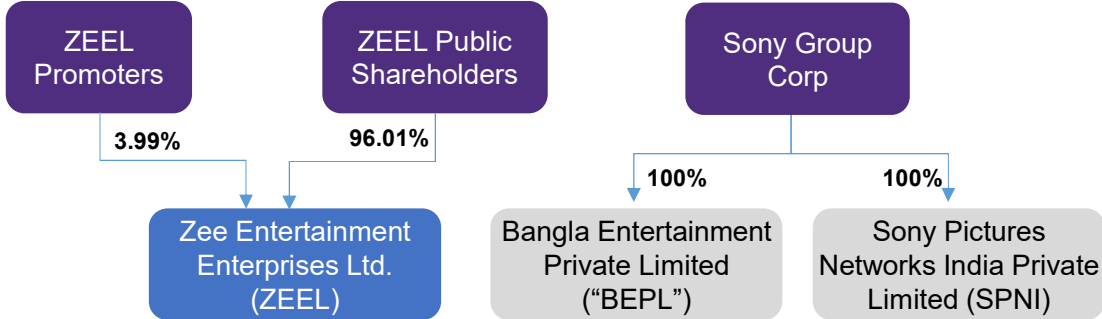 ZEEL
Promoters
ZEEL Public
Shareholders
Sony Group
Corp
3.99%
96.01%
100%
100%
Zee Entertainment
Enterprises Ltd.
(ZEEL)
Bangla Entertainment
Private Limited
(“BEPL”)
Sony Pictures
Networks India Private
Limited (SPNI)